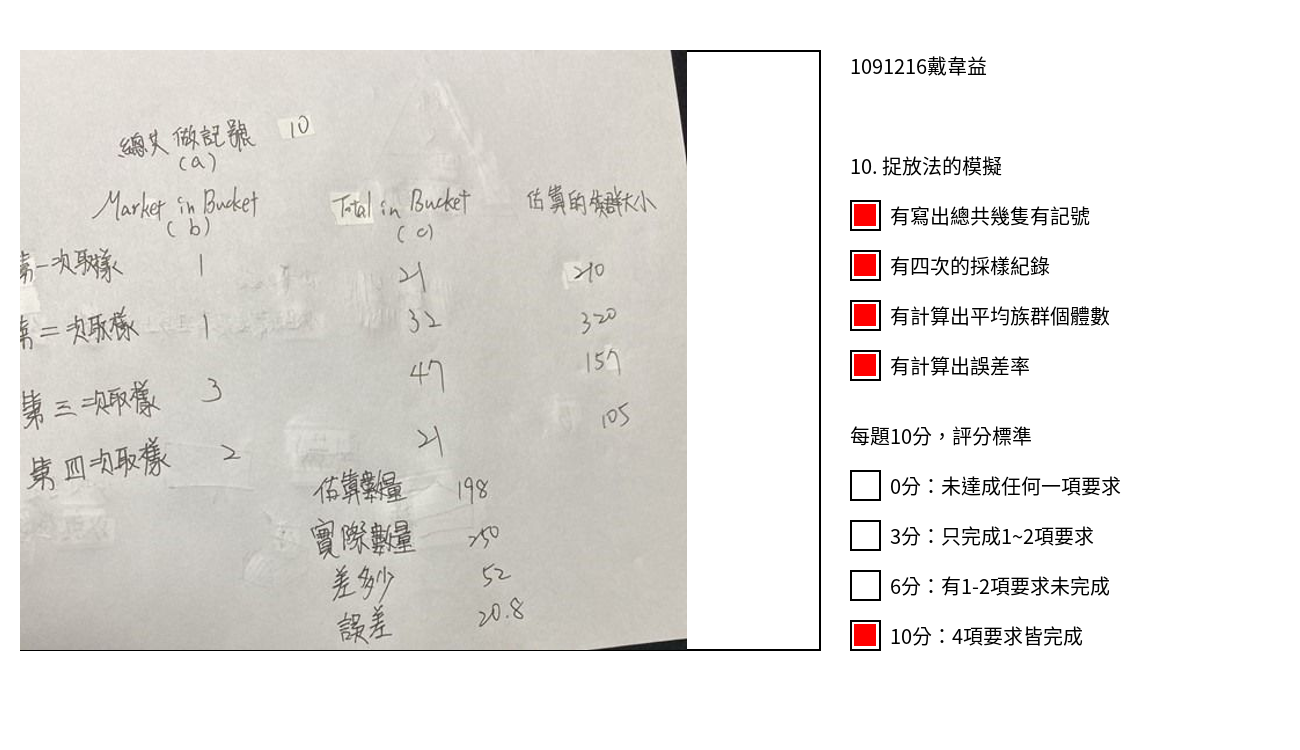 總共做記號 10
(a)
Market in Bucket Total in Bucket 估算的族群大小
(b) (c)
第一次取樣 1 21 210
第二次取樣 1 32 320
第三次取樣 3 47 157
第四次取樣 2 21 105
估算數量 198
實際數量 250
差多少 52
誤差 20.8
1091216戴韋益
10. 捉放法的模擬
有寫出總共幾隻有記號
有四次的採樣紀錄
有計算出平均族群個體數
有計算出誤差率
每題10分，評分標準
0分：未達成任何一項要求
3分：只完成1~2項要求
6分：有1-2項要求未完成
10分：4項要求皆完成